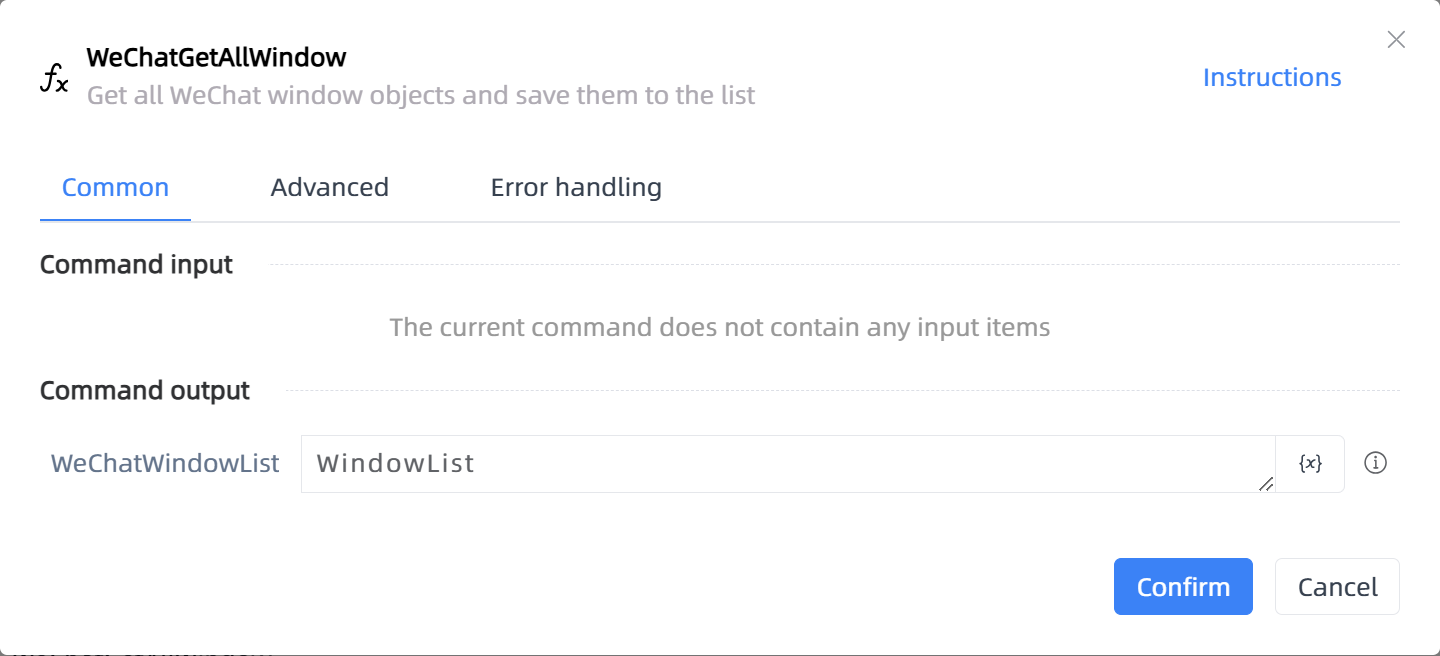 WeChatGetAllWindow
Get all WeChat window objects and save them to the list
Instructions
Common
Advanced
Error handling
Command input
The current command does not contain any input items
Command output
WeChatWindowList
WindowList
{x}
Confirm
Cancel